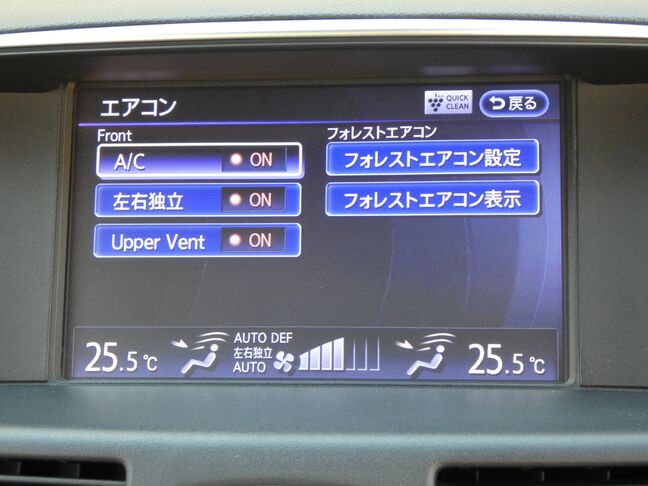 エアコン
QUICK
CLEAN
戻る
Front
フォレストエアコン
A/C ON
フォレストエアコン設定
左右独立 ON
フォレストエアコン表示
Upper Vent ON
25.5℃
AUTO DEF
左右独立
AUTO
25.5℃